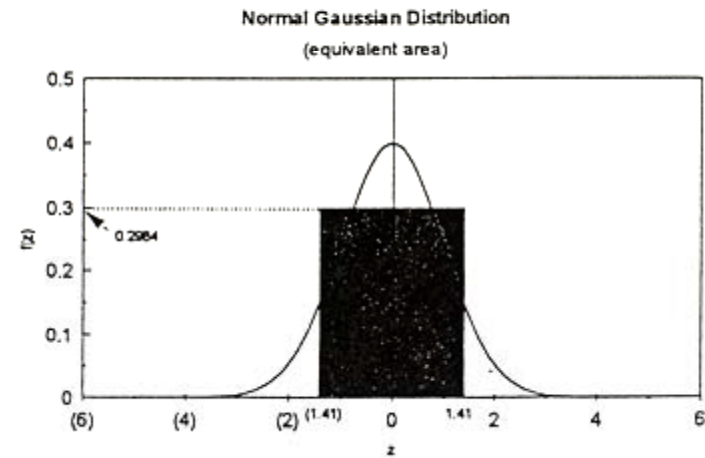 Normal Gaussian Distribution
(equivalent area)
0.5
0.4
0.3
0.2984
0.2
0.1
0
f(z)
(6) (4) (2) (1.41) 0 1.41 2 4 6
z